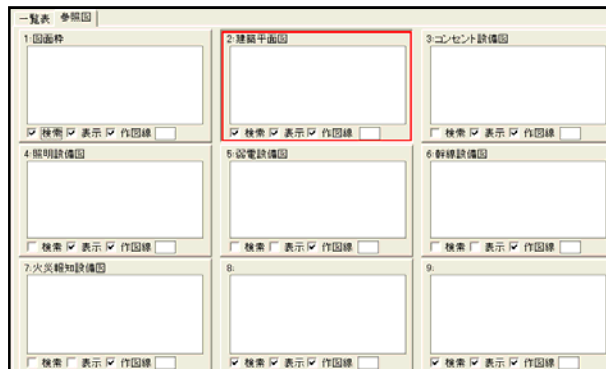 一覧表 参照図
1:図面枠 2:建築平面図 3:コンセント設備図
検索 表示 作図線 検索 表示 作図線 検索 表示 作図線
4:照明設備図 5:弱電設備図 6:幹線設備図
検索 表示 作図線 検索 表示 作図線 検索 表示 作図線
7:火災報知設備図 8: 9:
検索 表示 作図線 検索 表示 作図線 検索 表示 作図線